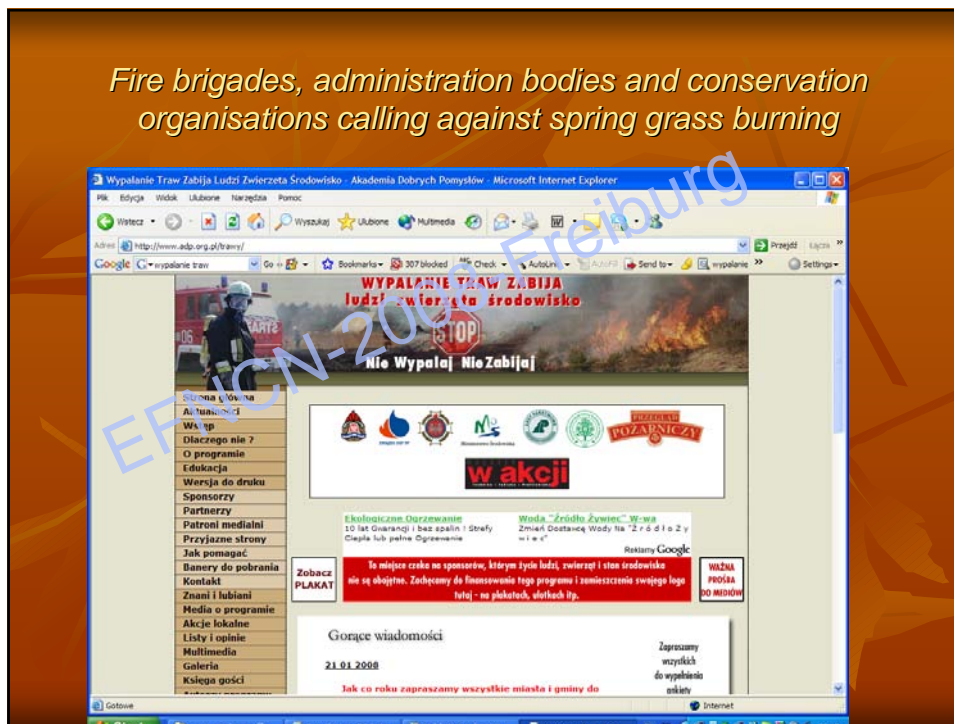 Fire brigades, administration bodies and conservation
organisations calling against spring grass burning
Wypalanie Traw Zabija Ludzi Zwierzeta Środowisko - Akademia Dobrych Pomysłów - Microsoft Internet Explorer
Plik Edycja Widok Ulubione Narzędzia Pomoc
Wstecz Wyszukaj Ulubione Multimedia
Adres http://www.adp.org.pl/trawy/ Przejdź Łącza »
Google wypalanie traw Go Bookmarks 307 blocked Check AutoLink AutoFill Send to wypalanie » Settings
WYPALANIE TRAW ZABIJA
ludzi zwierzęta środowisko
STOP
Nie Wypalaj Nie Zabijaj
EFNCN-2008-Freiburg
Strona główna
Aktualności
Wstęp
Dlaczego nie ?
O programie
Edukacja
Wersja do druku
Sponsorzy
Partnerzy
Patroni medialni
Przyjazne strony
Jak pomagać
Banery do pobrania
Kontakt
Znani i lubiani
Media o programie
Akcje lokalne
Listy i opinie
Multimedia
Galeria
Księga gości
Ministerstwo Środowiska
PRZEGLĄD
POŻARNICZY
w akcji
Ekologiczne Ogrzewanie
10 lat Gwarancji i bez spalin ! Strefy
Ciepła lub pełne Ogrzewanie
Woda "Źródło Żywiec" W-wa
Zmień Dostawcę Wody Na "Ź r ó d ł o Ż y
w i e c"
Reklamy Google
Zobacz
PLAKAT
To miejsce czeka na sponsorów, którym życie ludzi, zwierząt i stan środowiska
nie są obojętne. Zachęcamy do finansowania tego programu i zamieszczenia swojego loga
tutaj - na plakatach, ulotkach itp.
WAŻNA
PROŚBA
DO MEDIÓW
Gorące wiadomości
21 01 2008
Jak co roku zapraszamy wszystkie miasta i gminy do
Zapraszamy
wszystkich
do wypełnienia
ankiety
Gotowe Internet